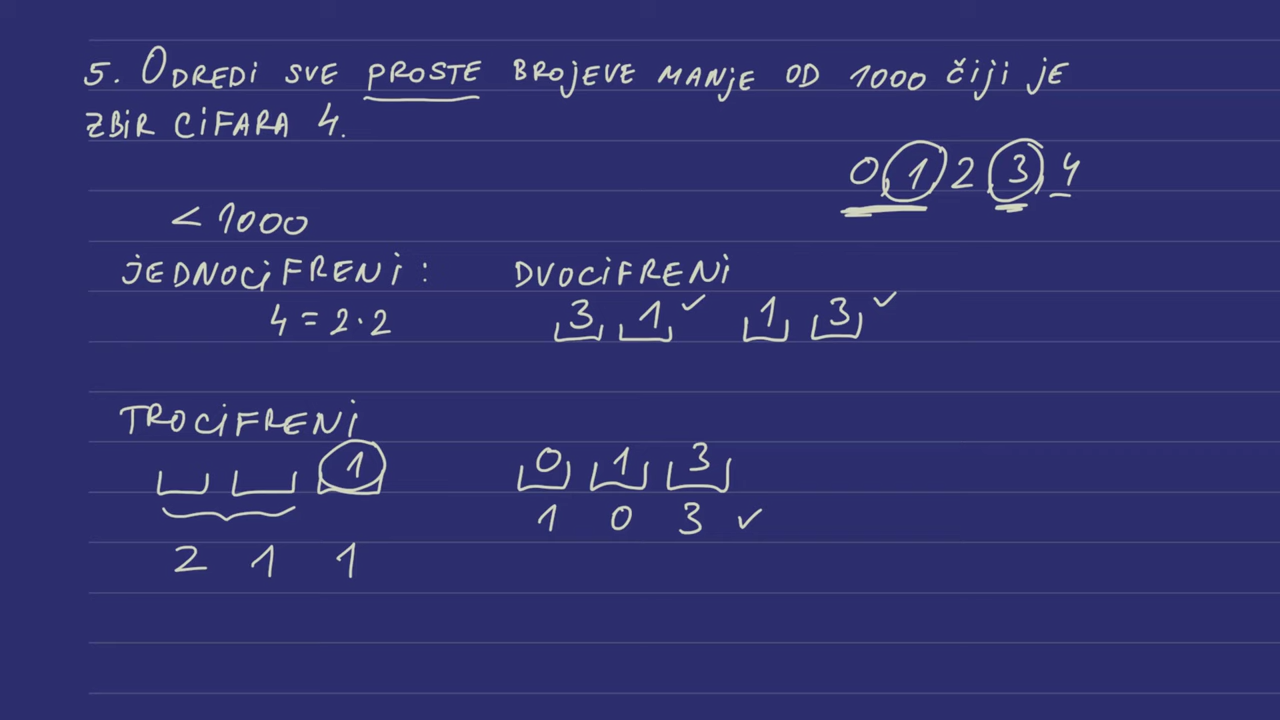 5. ODREDI SVE PROSTE BROJEVE MANJE OD 1000 ČIJI JE
ZBIR CIFARA 4.
0 1 2 3 4
< 1000
JEDNOCIFRENI: DVOCIFRENI
4 = 2·2 3 1 ✓ 1 3 ✓
TROCIFRENI
1 0 1 3
1 0 3 ✓
2 1 1